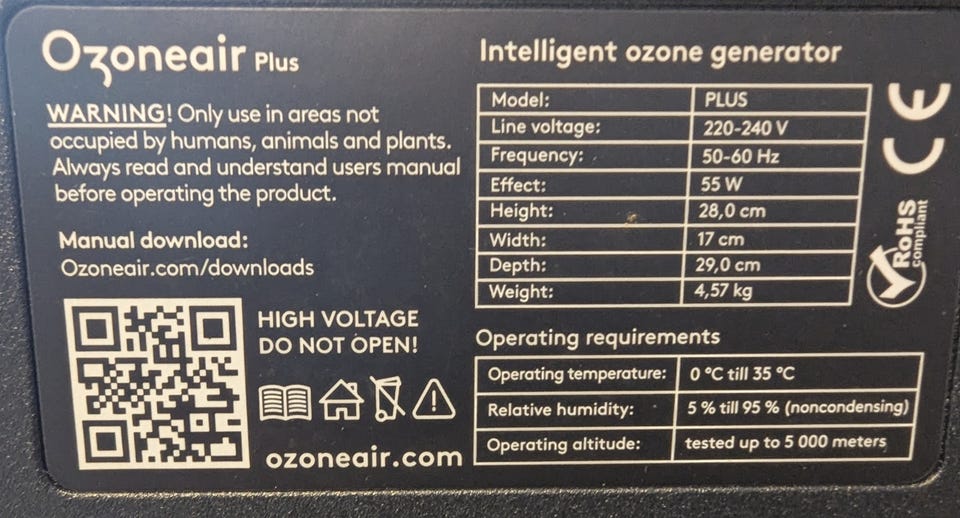 Ozoneair Plus
WARNING! Only use in areas not
occupied by humans, animals and plants.
Always read and understand users manual
before operating the product.
Manual download:
Ozoneair.com/downloads
HIGH VOLTAGE
DO NOT OPEN!
ozoneair.com
Intelligent ozone generator
Model: PLUS
Line voltage: 220-240 V
Frequency: 50-60 Hz
Effect: 55 W
Height: 28,0 cm
Width: 17 cm
Depth: 29,0 cm
Weight: 4,57 kg
CE
RoHS
compliant
Operating requirements
Operating temperature: 0 °C till 35 °C
Relative humidity: 5 % till 95 % (noncondensing)
Operating altitude: tested up to 5 000 meters